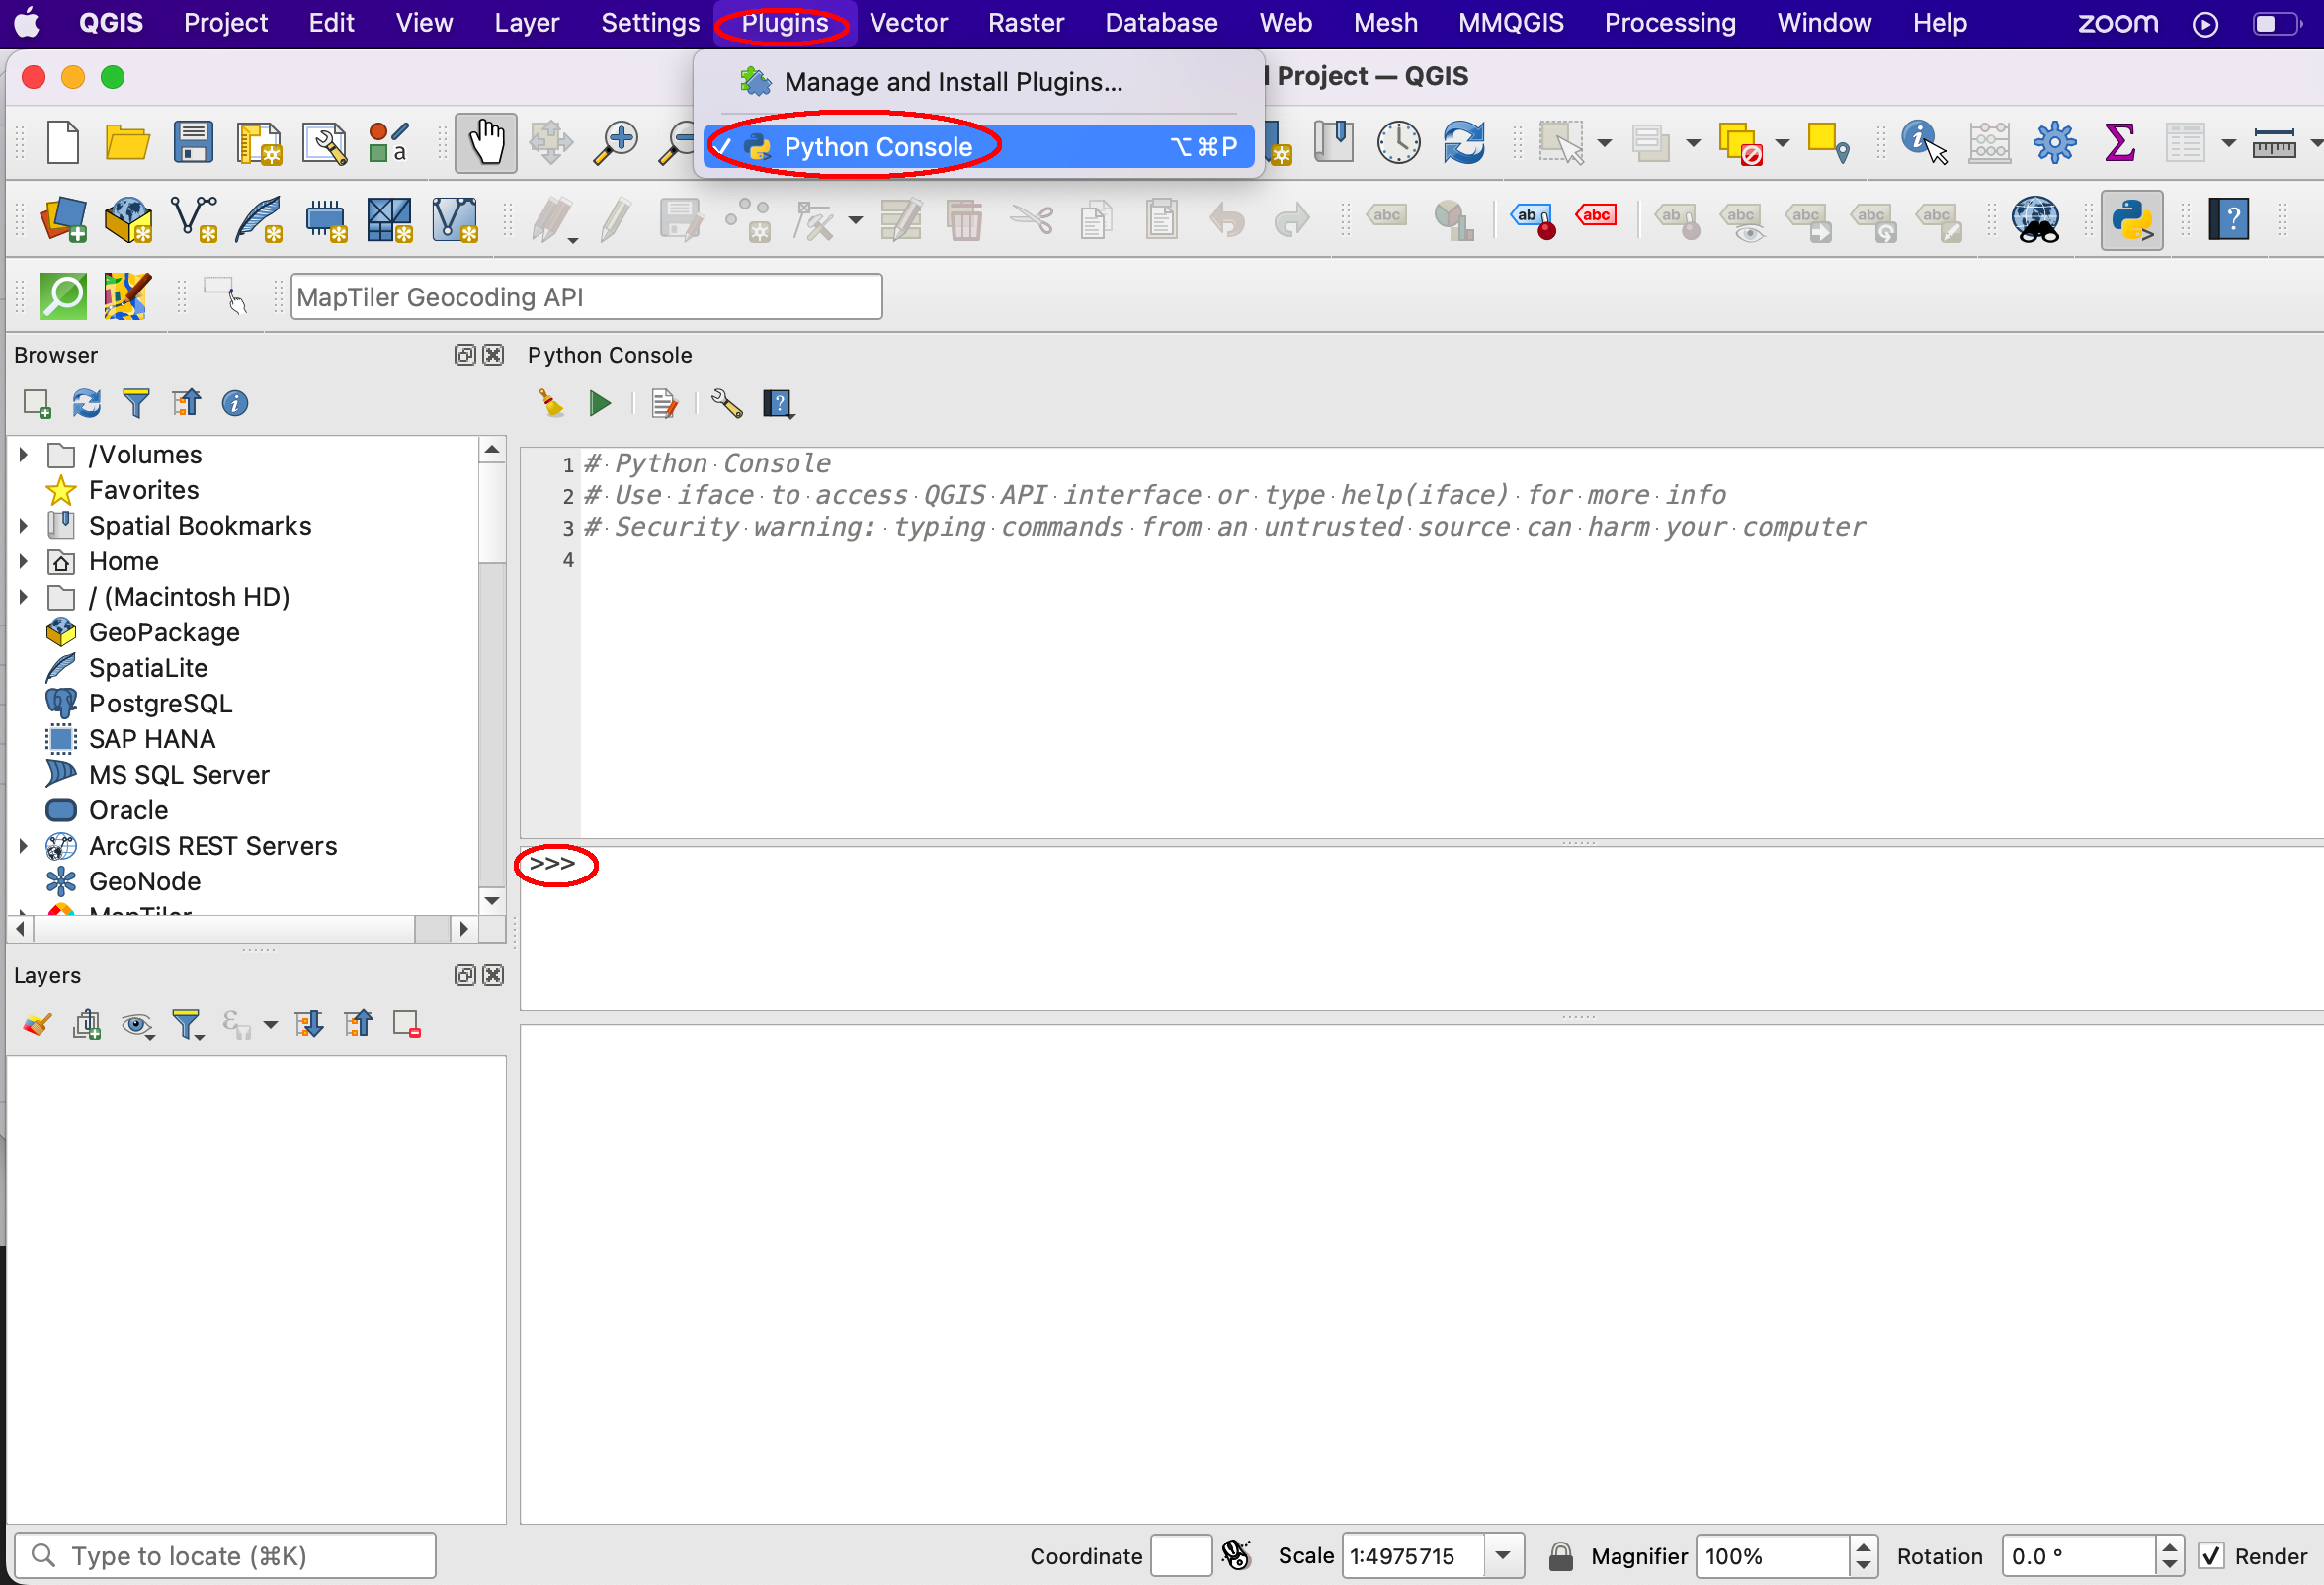 QGIS Project Edit View Layer Settings Plugins Vector Raster Database Web Mesh MMQGIS Processing Window Help zoom
Project — QGIS
Manage and Install Plugins...
Python Console ⌥⌘P
a
abc ab abc ab abc abc abc abc
MapTiler Geocoding API
Browser
Python Console
1 # Python Console
2 # Use iface to access QGIS API interface or type help(iface) for more info
3 # Security warning: typing commands from an untrusted source can harm your computer
4
/Volumes
Favorites
Spatial Bookmarks
Home
/ (Macintosh HD)
GeoPackage
SpatiaLite
PostgreSQL
SAP HANA
MS SQL Server
Oracle
ArcGIS REST Servers
GeoNode
MapTiler
>>>
Layers
Type to locate (⌘K)
Coordinate Scale 1:4975715 Magnifier 100% Rotation 0.0 ° Render